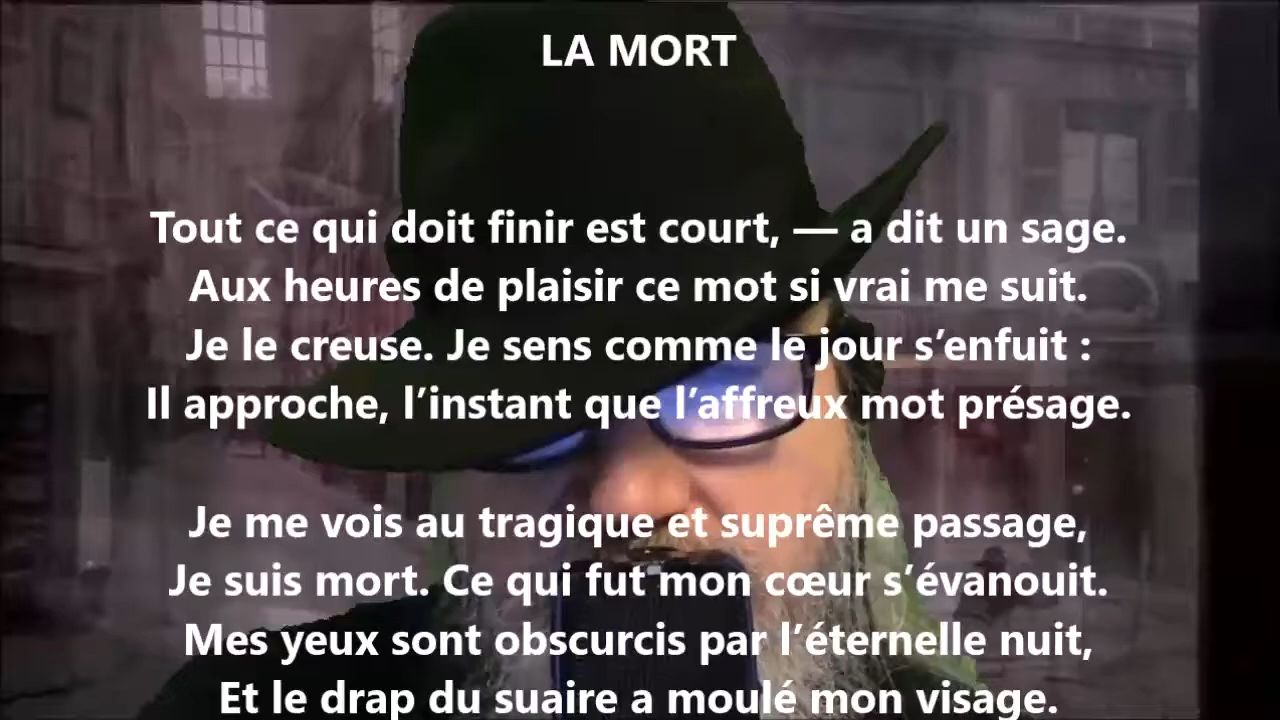 LA MORT
Tout ce qui doit finir est court, — a dit un sage.
Aux heures de plaisir ce mot si vrai me suit.
Je le creuse. Je sens comme le jour s’enfuit :
Il approche, l’instant que l’affreux mot présage.
Je me vois au tragique et suprême passage,
Je suis mort. Ce qui fut mon cœur s’évanouit.
Mes yeux sont obscurcis par l’éternelle nuit,
Et le drap du suaire a moulé mon visage.